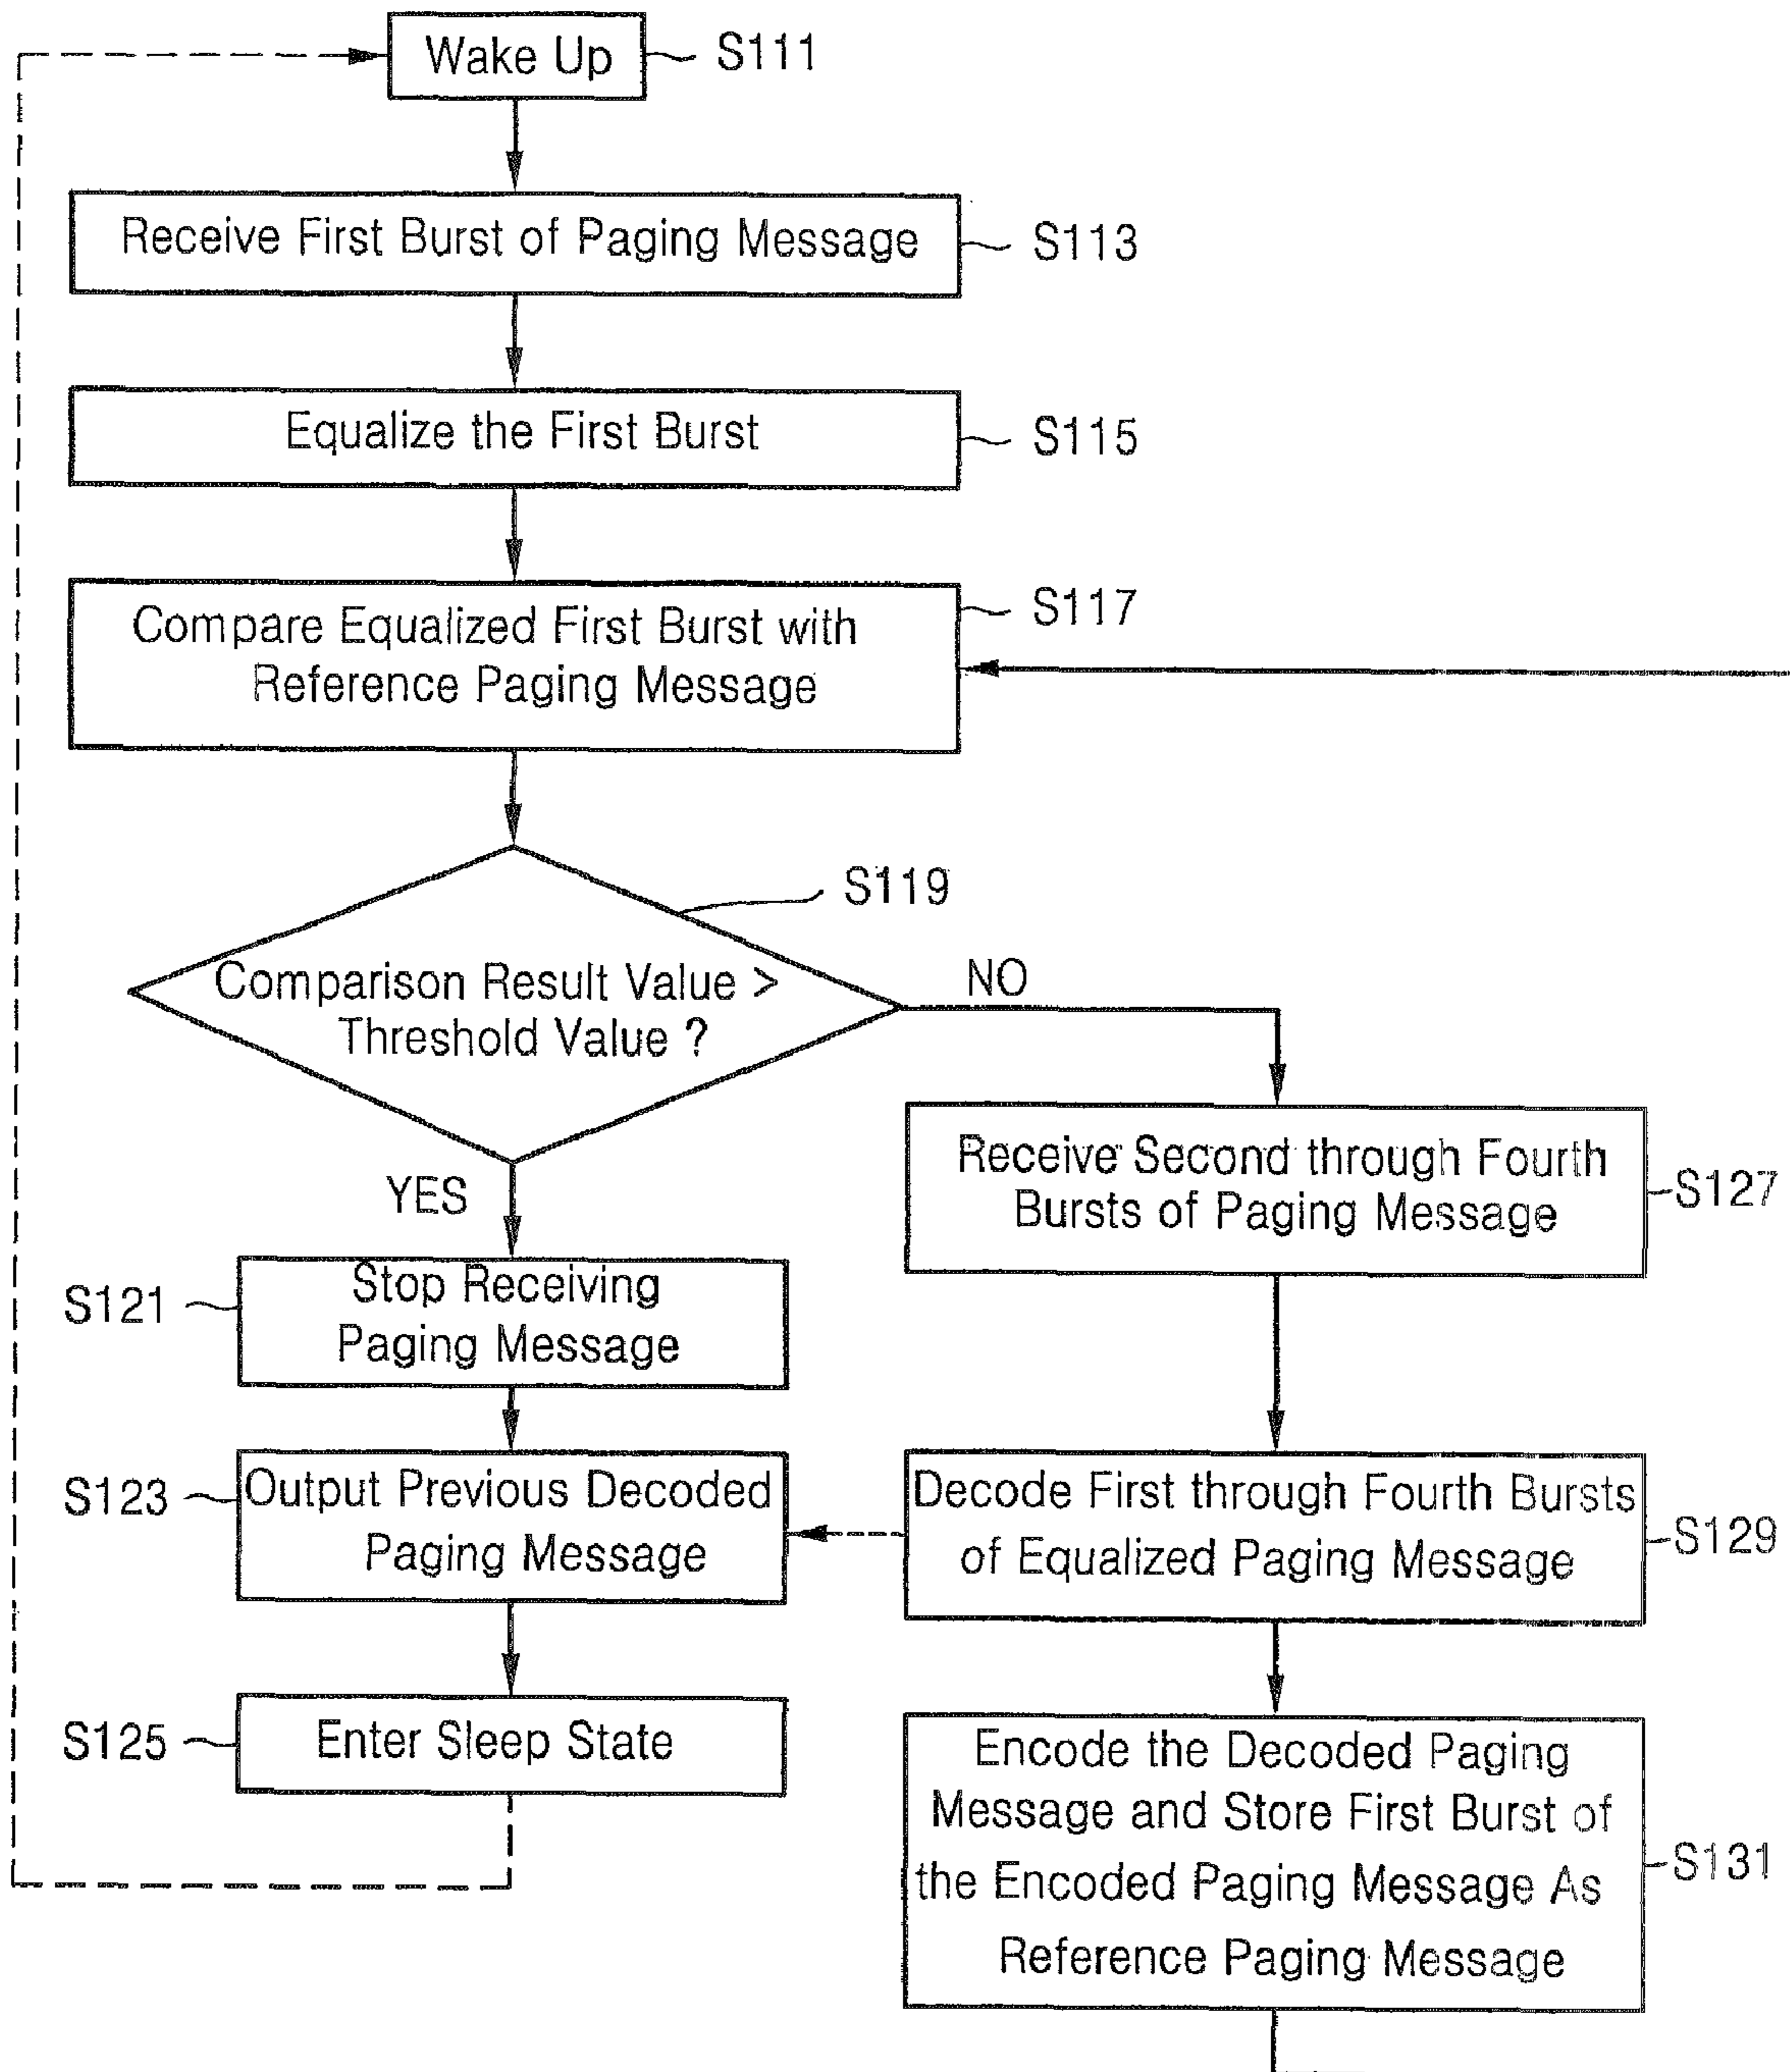 Wake Up
S111
Receive First Burst of Paging Message
S113
Equalize the First Burst
S115
Compare Equalized First Burst with
Reference Paging Message
S117
S119
Comparison Result Value >
Threshold Value ?
NO
YES
Receive Second through Fourth
Bursts of Paging Message
S127
S121
Stop Receiving
Paging Message
S123
Output Previous Decoded
Paging Message
Decode First through Fourth Bursts
of Equalized Paging Message
S129
S125
Enter Sleep State
Encode the Decoded Paging
Message and Store First Burst of
the Encoded Paging Message As
Reference Paging Message
S131